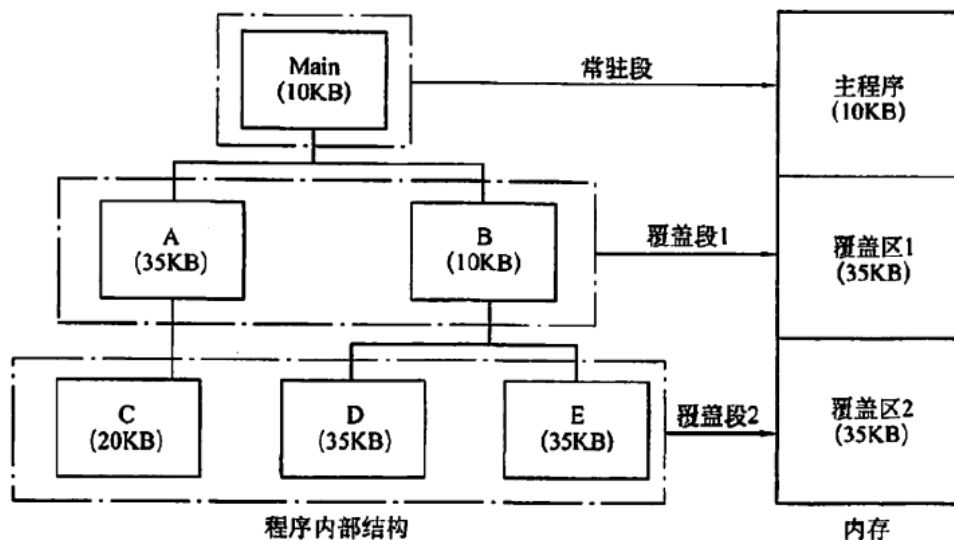 Main
(10KB)
常驻段
主程序
(10KB)
A
(35KB)
B
(10KB)
覆盖段1
覆盖区1
(35KB)
C
(20KB)
D
(35KB)
E
(35KB)
覆盖段2
覆盖区2
(35KB)
程序内部结构
内存